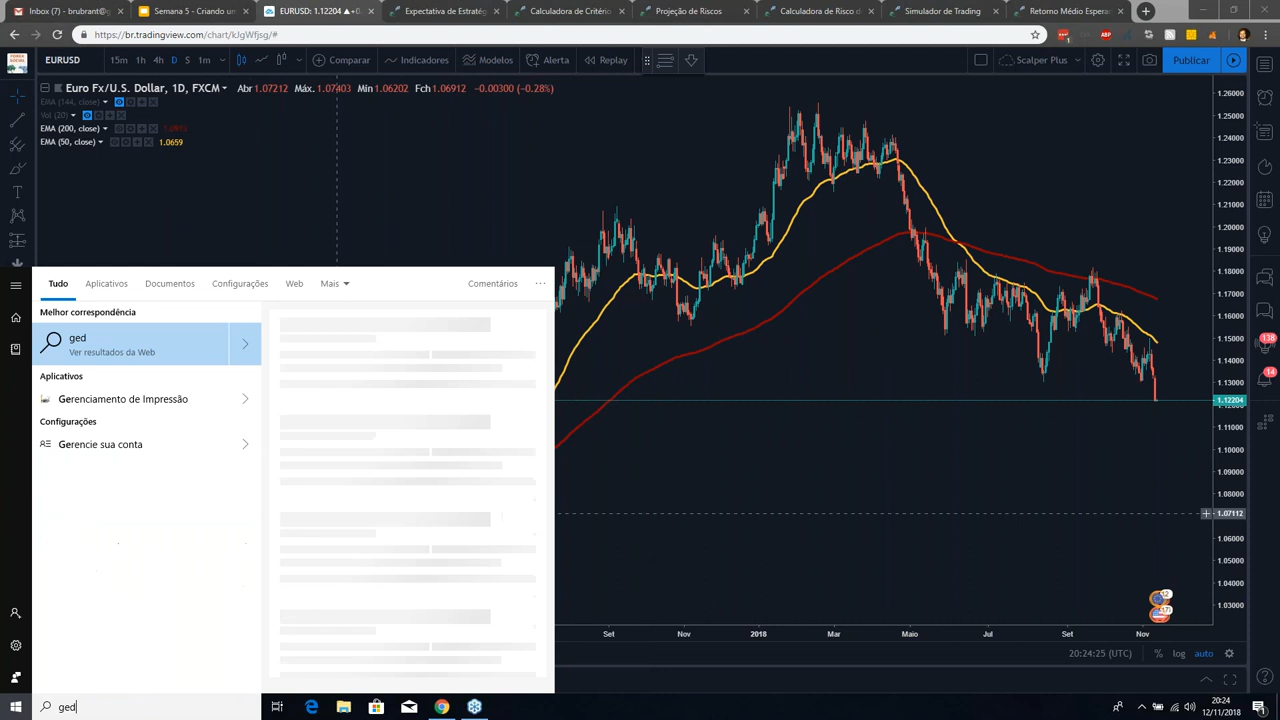 Inbox (7) - brubrant@gmail.c
Semana 5 - Criando um
EURUSD: 1.12204 ▲+0
Expectativa de Estratég
Calculadora de Critério
Projeção de Riscos
Calculadora de Risco d
Simulador de Trading
Retorno Médio Espera
https://br.tradingview.com/chart/kJgWfjsg/#
EURUSD
15m 1h 4h D S 1m
Comparar
Indicadores
Modelos
Alerta
Replay
Scalper Plus
Publicar
Euro Fx/U.S. Dollar, 1D, FXCM
Abr 1.07212 Máx. 1.07403 Mín 1.06202 Fch 1.06912 −0.00300 (−0.28%)
EMA (144, close)
Vol (20)
EMA (200, close)
EMA (50, close) 1.0659
1.26000
1.25000
1.24000
1.23000
1.22000
1.21000
1.20000
1.19000
1.18000
1.17000
1.16000
1.15000
1.14000
1.13000
1.12204
1.11000
1.10000
1.09000
1.08000
1.07112
1.06000
1.05000
1.04000
1.03000
138
14
Tudo Aplicativos Documentos Configurações Web Mais Comentários ...
Melhor correspondência
ged
Ver resultados da Web
Aplicativos
Gerenciamento de Impressão
Configurações
Gerencie sua conta
12
17
Set Nov 2018 Mar Maio Jul Set Nov
20:24:25 (UTC) % log auto
ged
20:24
12/11/2018
1